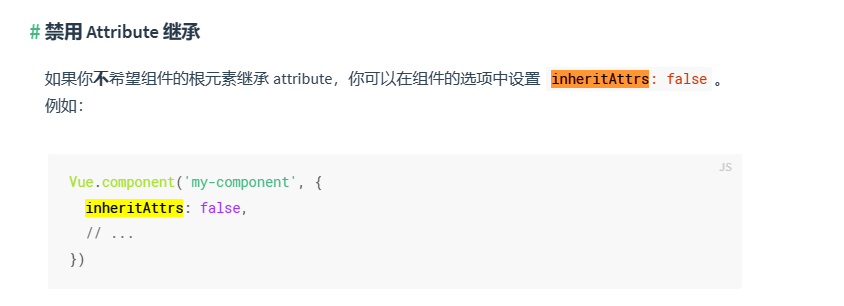 # 禁用 Attribute 继承
如果你不希望组件的根元素继承 attribute，你可以在组件的选项中设置 inheritAttrs: false 。
例如：
JS
Vue.component('my-component', {
  inheritAttrs: false,
  // ...
})